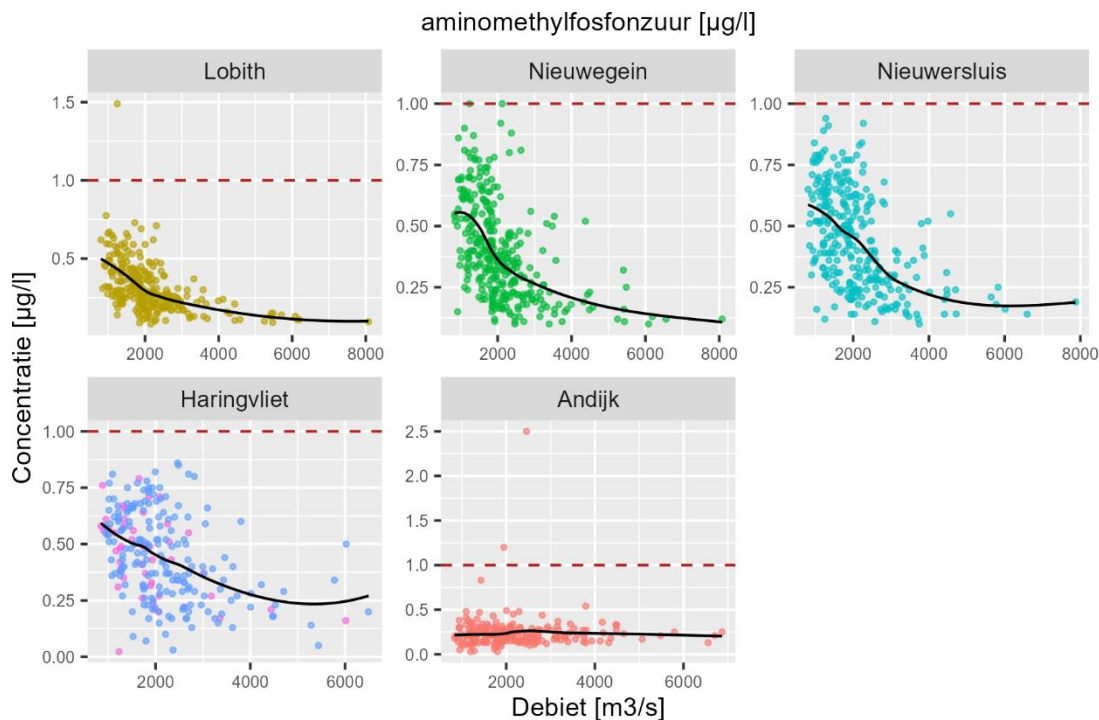 aminomethylfosfonzuur [µg/l]
Lobith
Nieuwegein
Nieuwersluis
1.5
1.0
0.5
2000 4000 6000 8000
1.00
0.75
0.50
0.25
2000 4000 6000 8000
1.00
0.75
0.50
0.25
2000 4000 6000 8000
Concentratie [µg/l]
Haringvliet
Andijk
1.00
0.75
0.50
0.25
0.00
2000 4000 6000
2.5
2.0
1.5
1.0
0.5
0.0
2000 4000 6000
Debiet [m3/s]